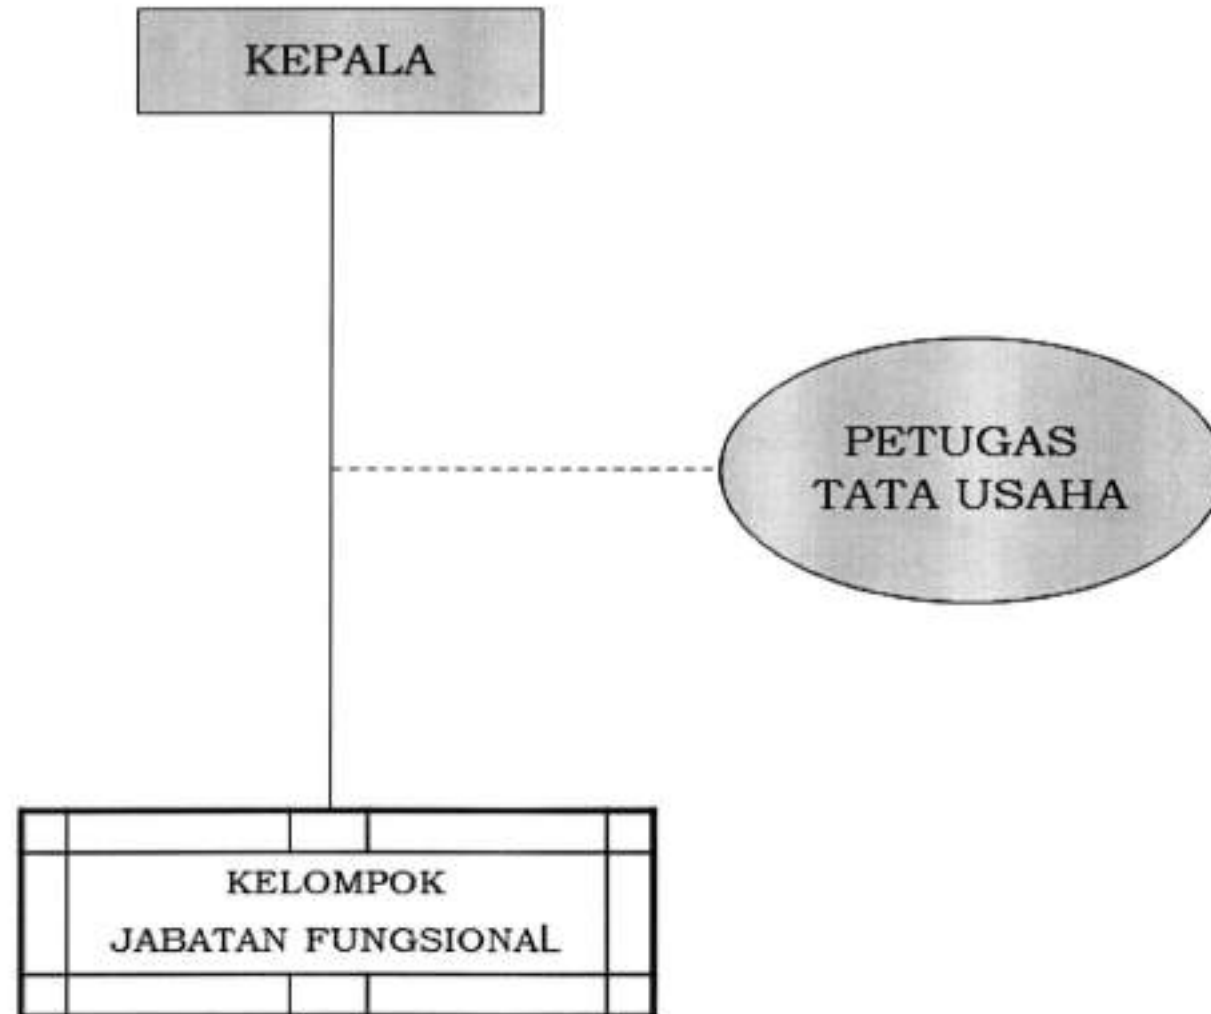 KEPALA
PETUGAS
TATA USAHA
KELOMPOK
JABATAN FUNGSIONAL